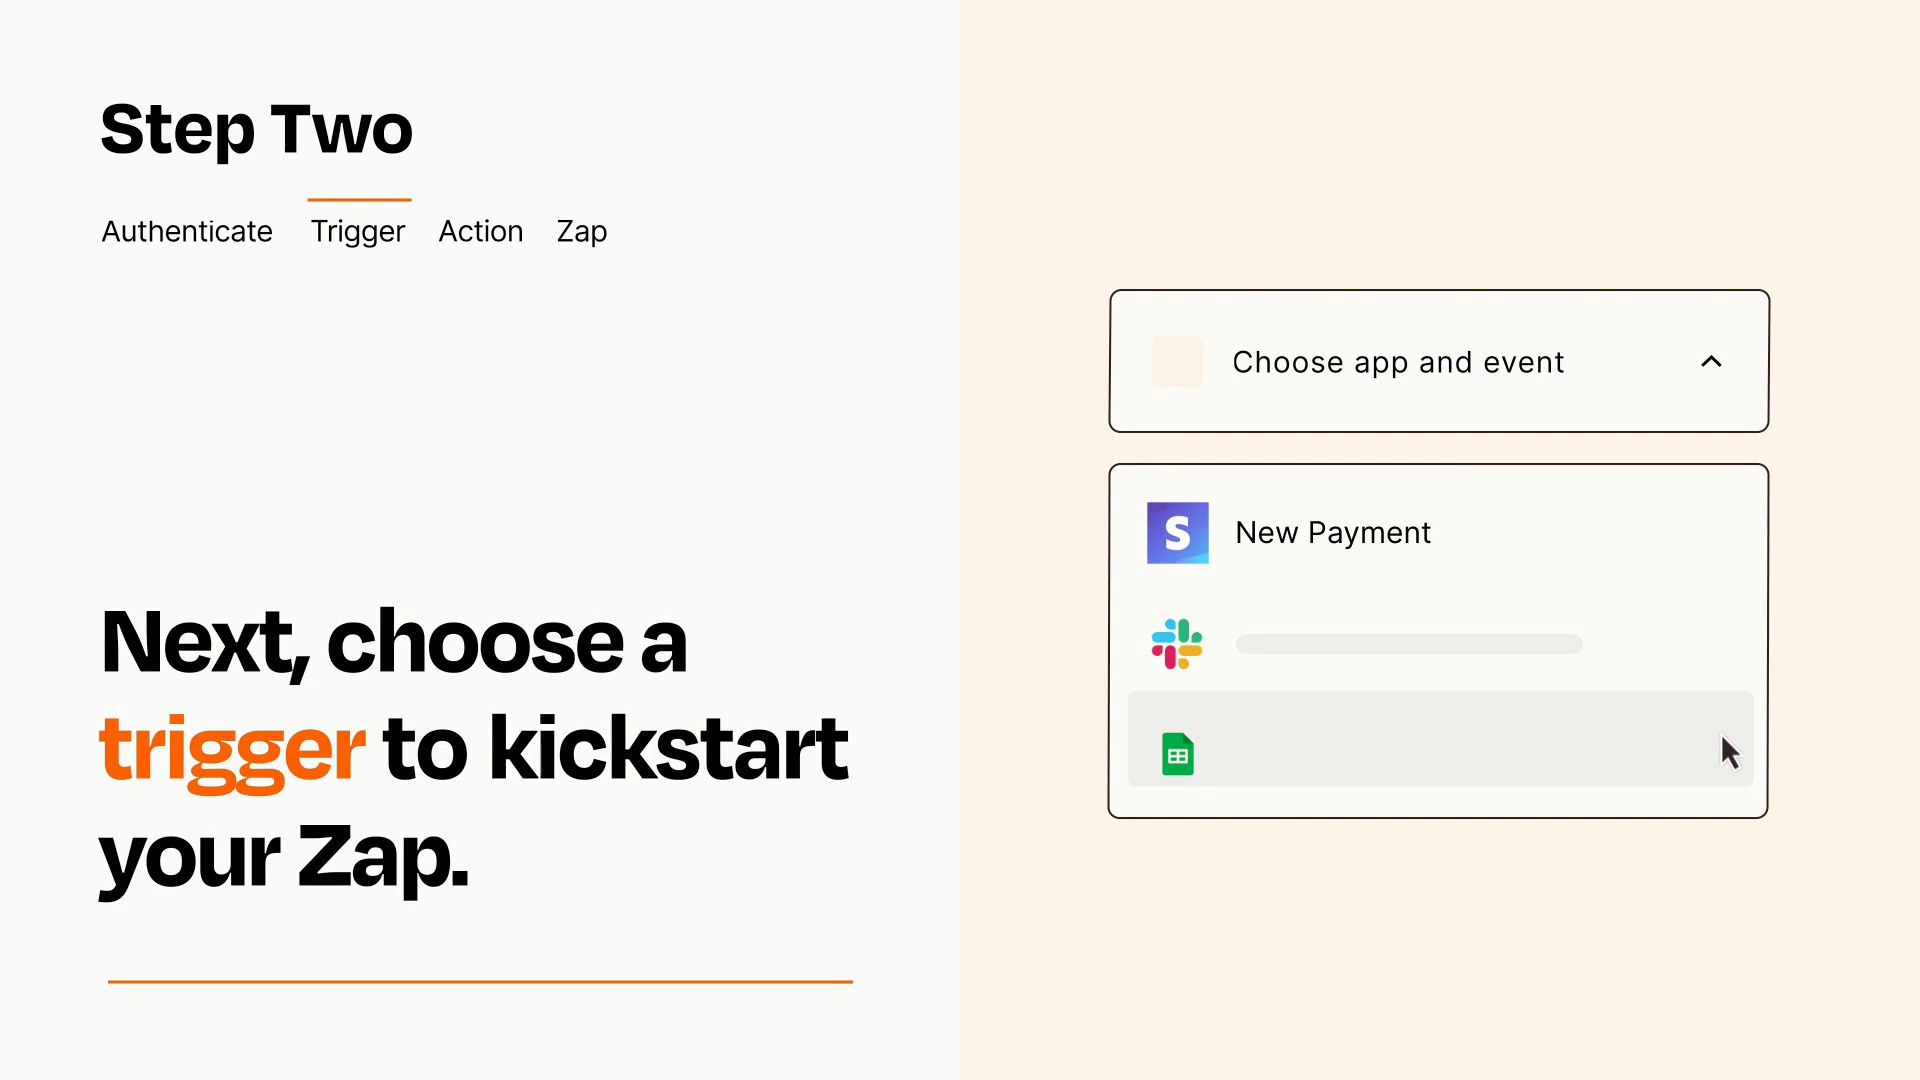 Step Two
Authenticate Trigger Action Zap
Next, choose a
trigger to kickstart
your Zap.
Choose app and event
S New Payment